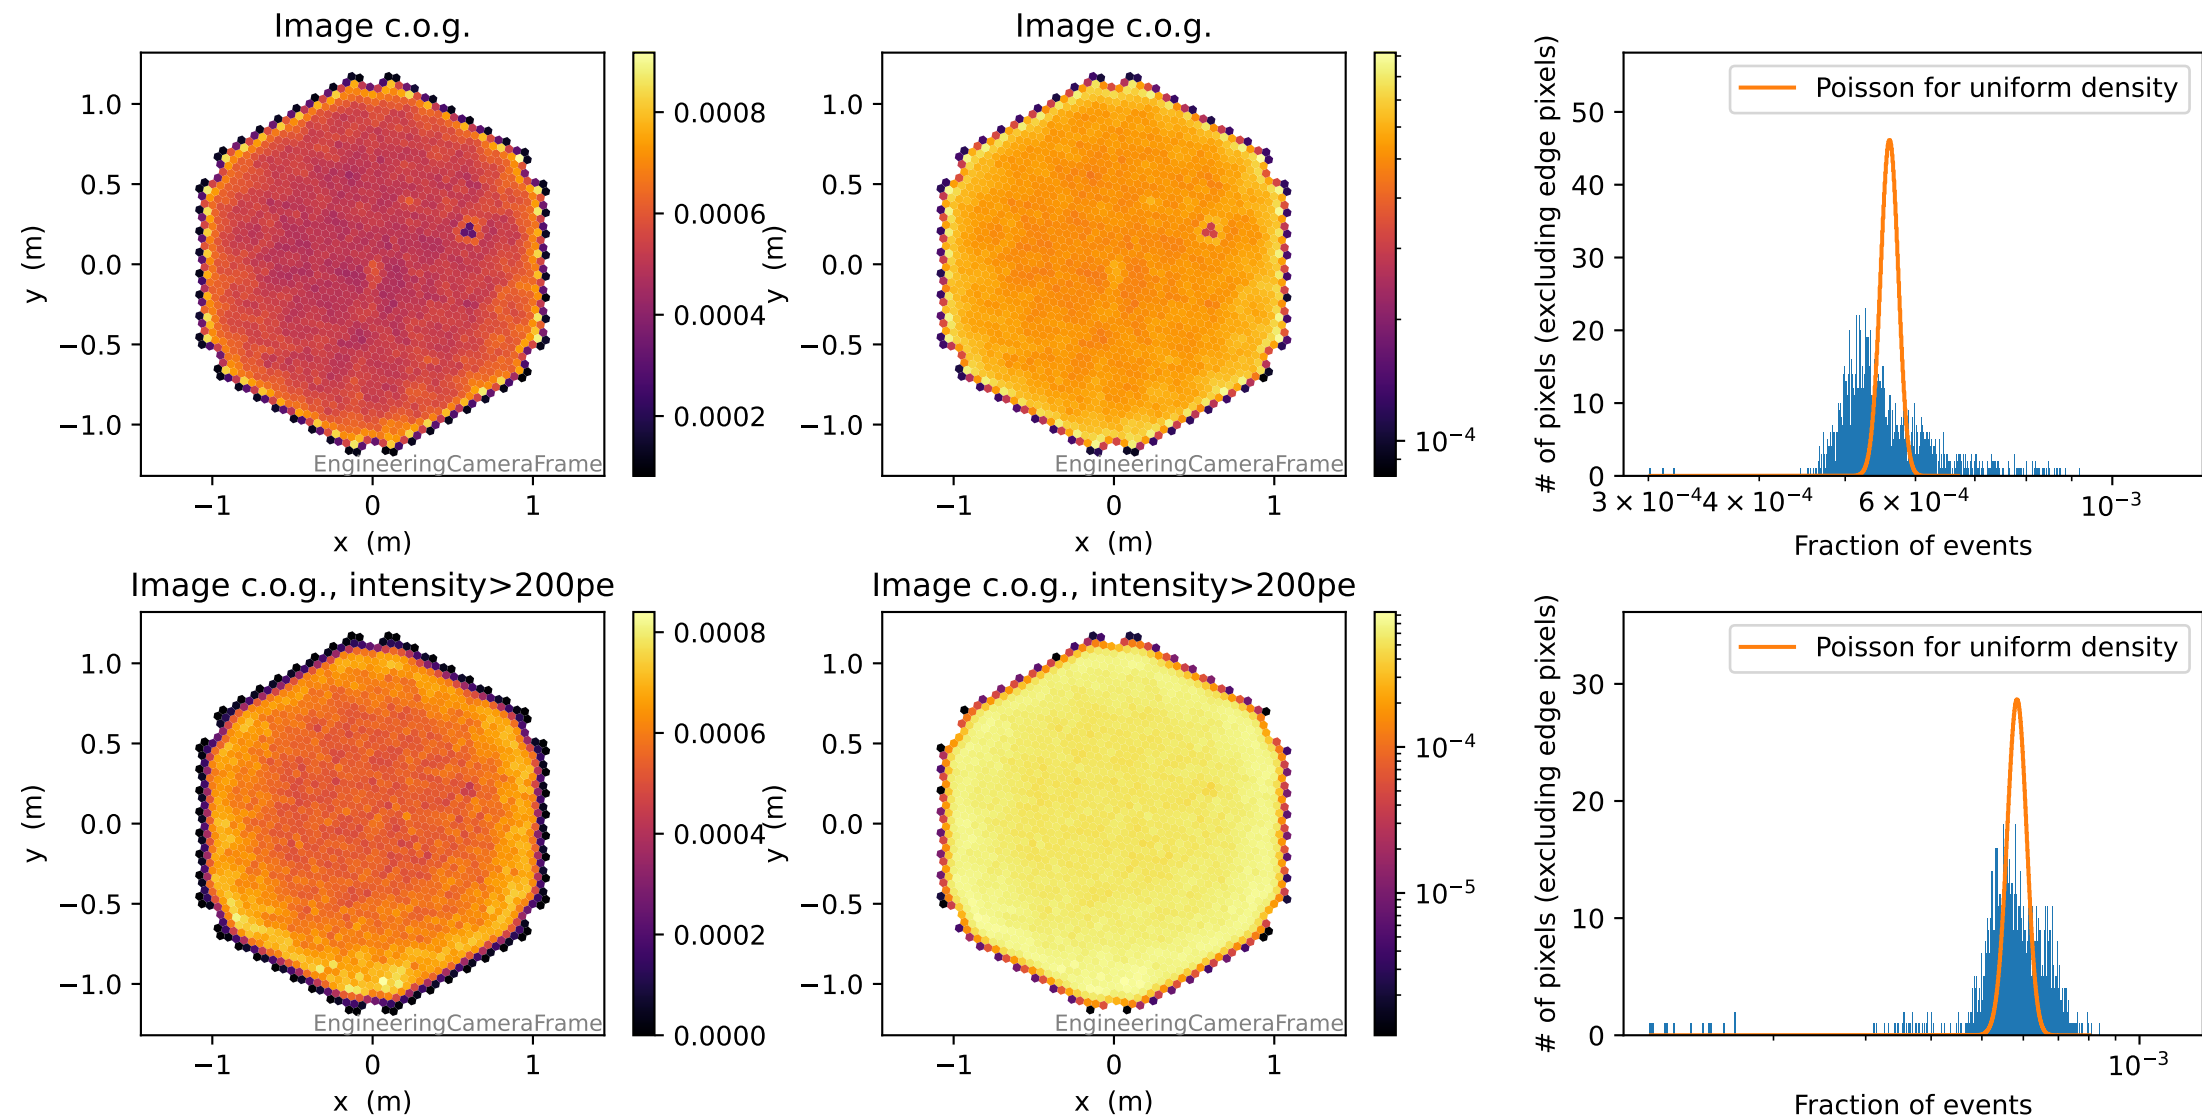 Image c.o.g.
1.0
0.5
0.0
−0.5
−1.0
y (m)
−1
0
1
x (m)
EngineeringCameraFrame
0.0008
0.0006
0.0004
0.0002
Image c.o.g.
1.0
0.5
0.0
−0.5
−1.0
y (m)
−1
0
1
x (m)
EngineeringCameraFrame
10⁻⁴
Poisson for uniform density
50
40
30
20
10
0
# of pixels (excluding edge pixels)
3 × 10⁻⁴
4 × 10⁻⁴
6 × 10⁻⁴
10⁻³
Fraction of events
Image c.o.g., intensity>200pe
1.0
0.5
0.0
−0.5
−1.0
y (m)
−1
0
1
x (m)
EngineeringCameraFrame
0.0008
0.0006
0.0004
0.0002
0.0000
Image c.o.g., intensity>200pe
1.0
0.5
0.0
−0.5
−1.0
y (m)
−1
0
1
x (m)
EngineeringCameraFrame
10⁻⁴
10⁻⁵
Poisson for uniform density
30
20
10
0
# of pixels (excluding edge pixels)
10⁻³
Fraction of events